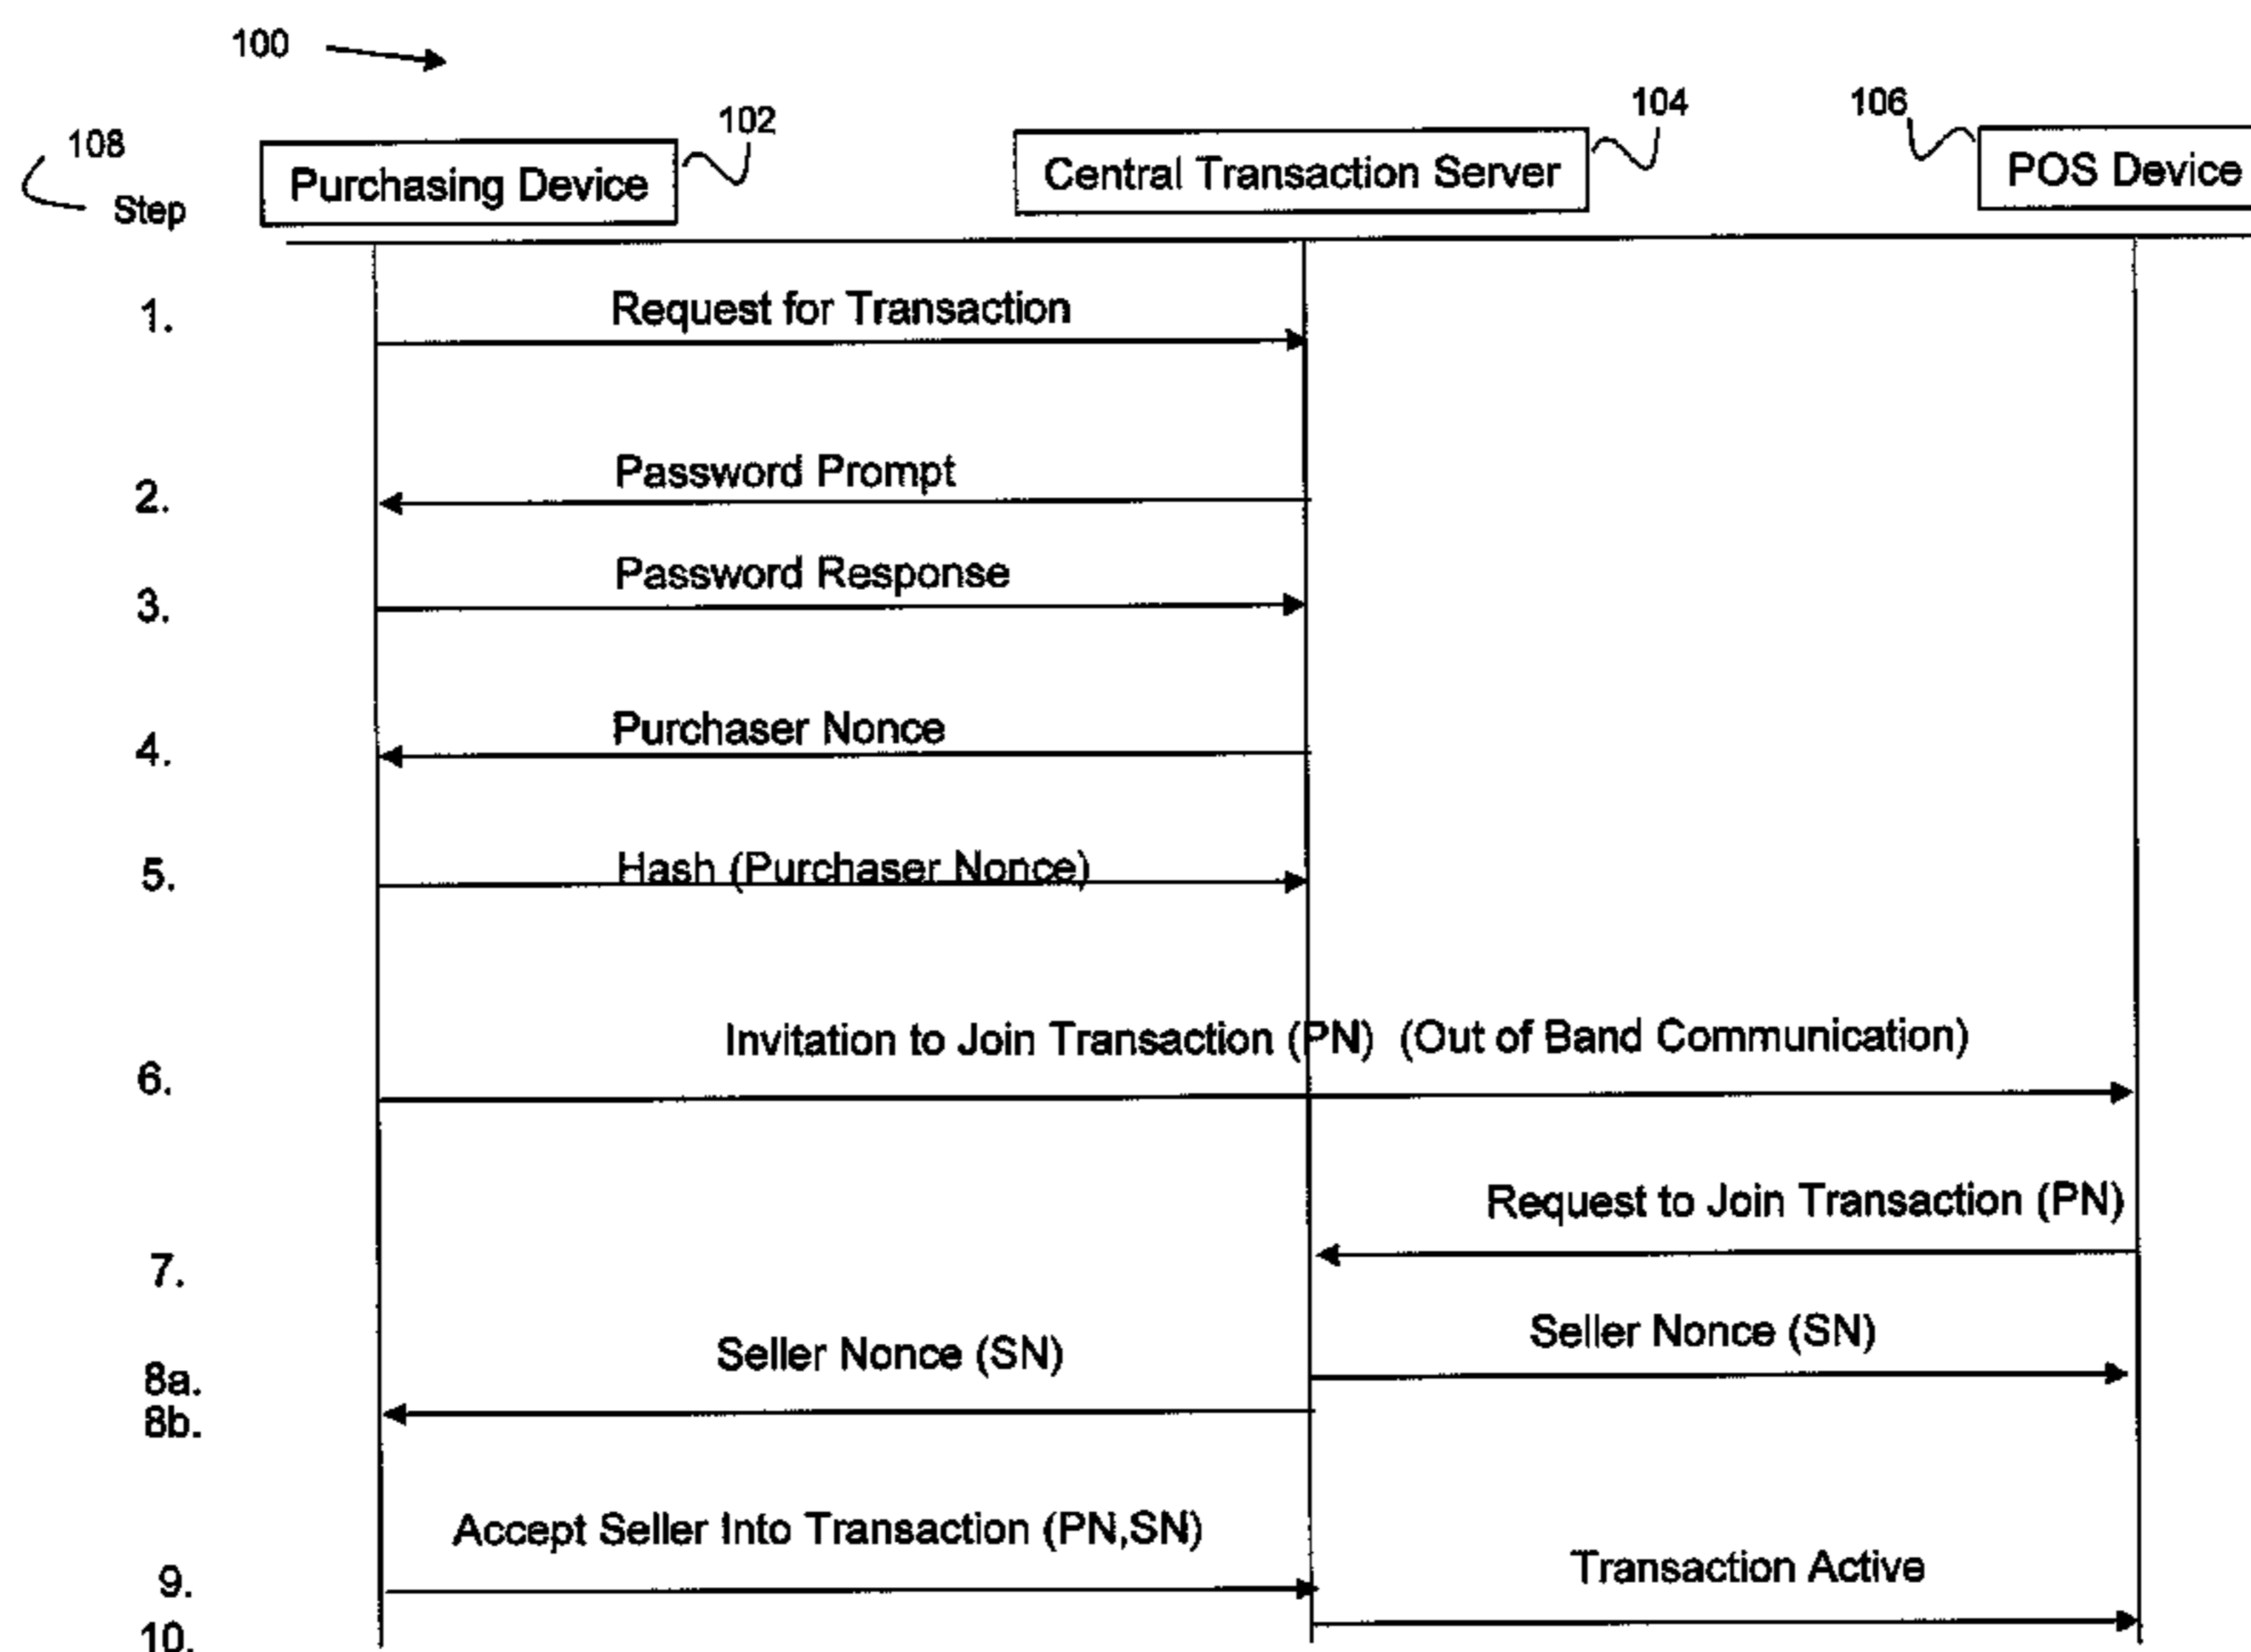 100
108
102
104
106
Step
Purchasing Device
Central Transaction Server
POS Device
1.
Request for Transaction
2.
Password Prompt
3.
Password Response
4.
Purchaser Nonce
5.
Hash (Purchaser Nonce)
6.
Invitation to Join Transaction (PN) (Out of Band Communication)
7.
Request to Join Transaction (PN)
8a.
Seller Nonce (SN)
8b.
Seller Nonce (SN)
9.
Accept Seller Into Transaction (PN,SN)
10.
Transaction Active